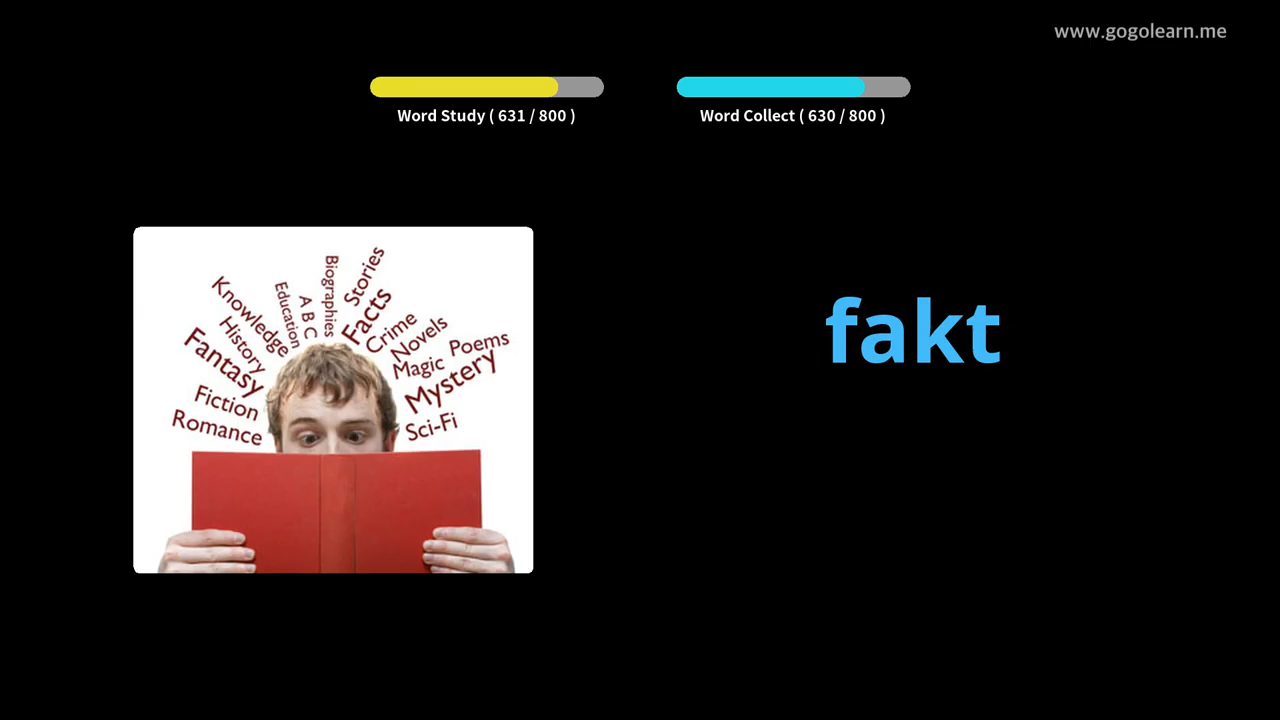 www.gogolearn.me
Word Study ( 631 / 800 )
Word Collect ( 630 / 800 )
Stories
Biographies
Facts
A B C
Education
Knowledge
Crime
Novels
History
Poems
Magic
Fantasy
Mystery
Fiction
Romance
Sci-Fi
fakt